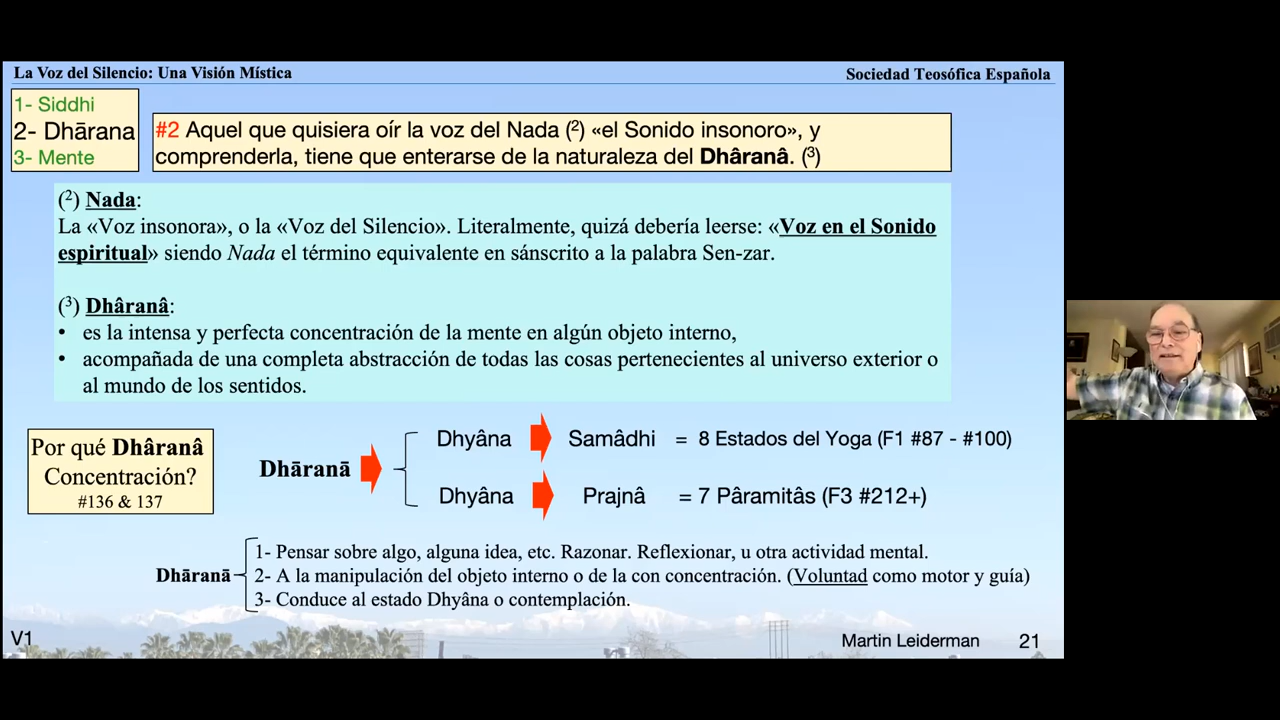 La Voz del Silencio: Una Visión Mística
Sociedad Teosófica Española
1- Siddhi
2- Dhārana
3- Mente
#2 Aquel que quisiera oír la voz del Nada (²) «el Sonido insonoro», y
comprenderla, tiene que enterarse de la naturaleza del Dhâranâ. (³)
(²) Nada:
La «Voz insonora», o la «Voz del Silencio». Literalmente, quizá debería leerse: «Voz en el Sonido
espiritual» siendo Nada el término equivalente en sánscrito a la palabra Sen-zar.
(³) Dhâranâ:
• es la intensa y perfecta concentración de la mente en algún objeto interno,
• acompañada de una completa abstracción de todas las cosas pertenecientes al universo exterior o
al mundo de los sentidos.
Por qué Dhâranâ
Concentración?
#136 & 137
Dhāranā
Dhyâna Samâdhi = 8 Estados del Yoga (F1 #87 - #100)
Dhyâna Prajnâ = 7 Pâramitâs (F3 #212+)
Dhāranā
1- Pensar sobre algo, alguna idea, etc. Razonar. Reflexionar, u otra actividad mental.
2- A la manipulación del objeto interno o de la con concentración. (Voluntad como motor y guía)
3- Conduce al estado Dhyâna o contemplación.
V1
Martin Leiderman 21